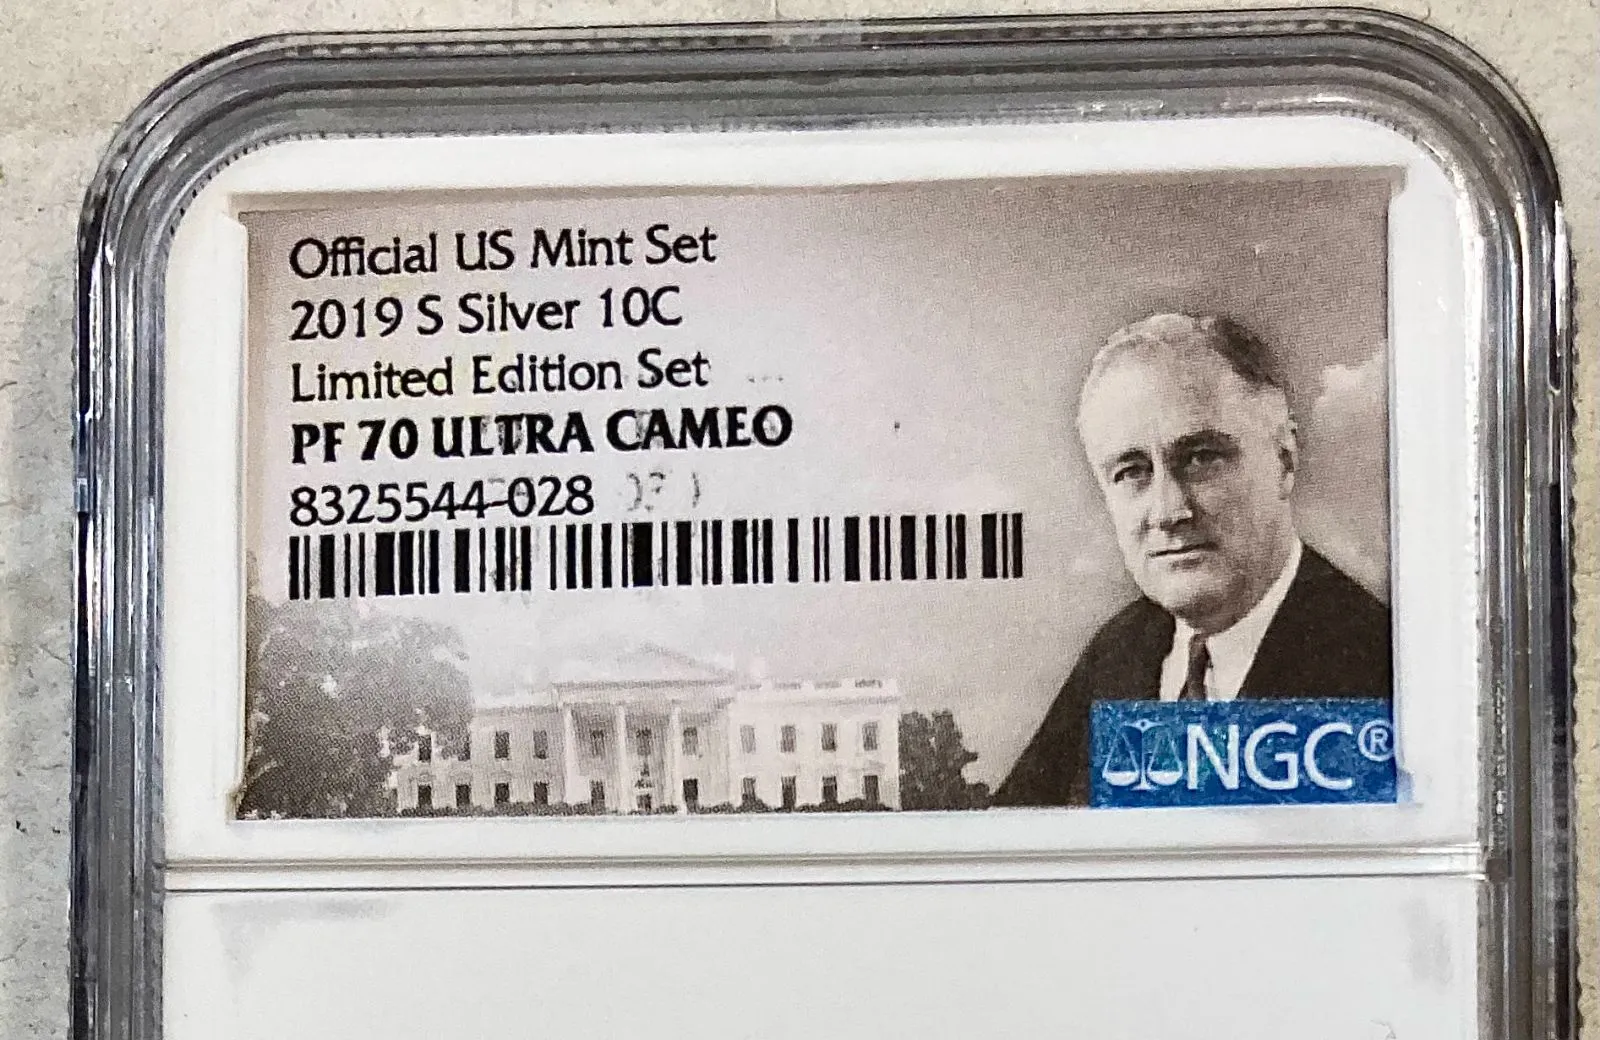 Official US Mint Set
2019 S Silver 10C
Limited Edition Set
PF 70 ULTRA CAMEO
8325544-028
NGC®